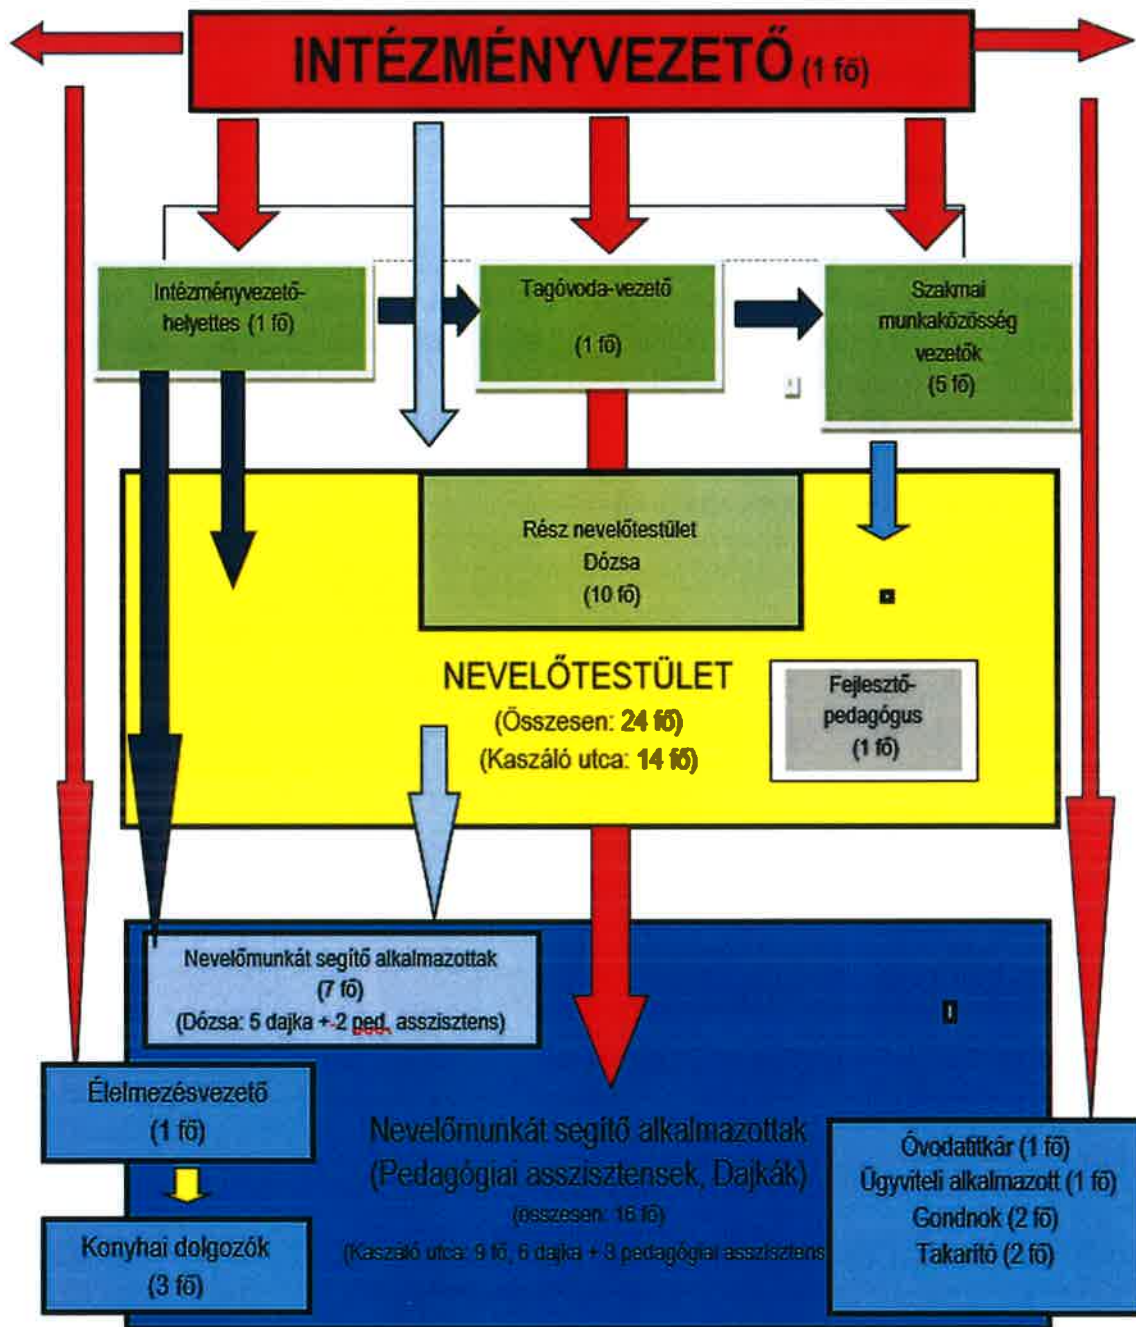 INTÉZMÉNYVEZETŐ (1 fő)
Intézményvezető-
helyettes (1 fő)
Tagóvoda-vezető
(1 fő)
Szakmai
munkaközösség
vezetők
(5 fő)
Rész nevelőtestület
Dózsa
(10 fő)
NEVELŐTESTÜLET
(Összesen: 24 fő)
(Kaszáló utca: 14 fő)
Fejlesztő-
pedagógus
(1 fő)
Nevelőmunkát segítő alkalmazottak
(7 fő)
(Dózsa: 5 dajka + 2 ped. asszisztens)
Élelmezésvezető
(1 fő)
Konyhai dolgozók
(3 fő)
Nevelőmunkát segítő alkalmazottak
(Pedagógiai asszisztensek, Dajkák)
(összesen: 16 fő)
(Kaszáló utca: 9 fő, 6 dajka + 3 pedagógiai asszisztens
Óvodatitkár (1 fő)
Ügyviteli alkalmazott (1 fő)
Gondnok (2 fő)
Takarító (2 fő)